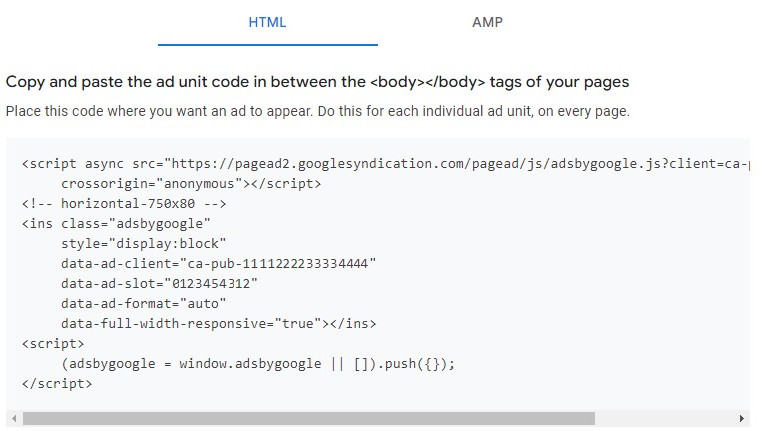 HTML
AMP
Copy and paste the ad unit code in between the <body></body> tags of your pages
Place this code where you want an ad to appear. Do this for each individual ad unit, on every page.
<script async src="https://pagead2.googlesyndication.com/pagead/js/adsbygoogle.js?client=ca-
crossorigin="anonymous"></script>
<!-- horizontal-750x80 -->
<ins class="adsbygoogle"
style="display:block"
data-ad-client="ca-pub-1111222233334444"
data-ad-slot="0123454312"
data-ad-format="auto"
data-full-width-responsive="true"></ins>
<script>
(adsbygoogle = window.adsbygoogle || []).push({});
</script>